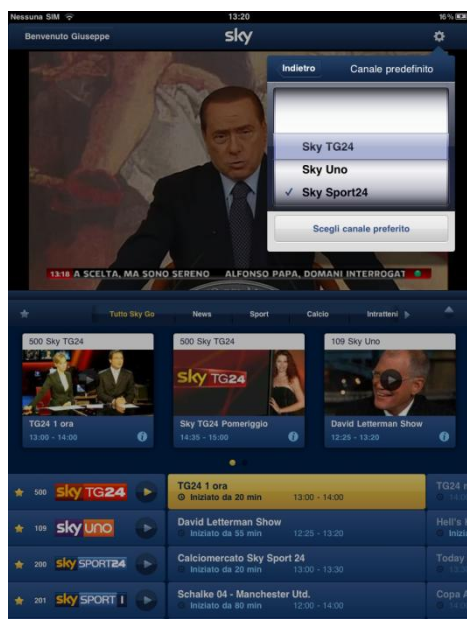 Nessuna SIM
13:20
16%
Benvenuto Giuseppe
sky
Indietro
Canale predefinito
Sky TG24
Sky Uno
✓ Sky Sport24
Scegli canale preferito
13:18 A SCELTA, MA SONO SERENO ALFONSO PAPA, DOMANI INTERROGAT
Tutto Sky Go
News
Sport
Calcio
Intratteni
500 Sky TG24
500 Sky TG24
109 Sky Uno
sky TG24
TG24 1 ora
13:00 - 14:00
Sky TG24 Pomeriggio
14:35 - 15:00
David Letterman Show
12:25 - 13:20
500 sky TG24
TG24 1 ora
Iniziato da 20 min 13:00 - 14:00
109 sky uno
David Letterman Show
Iniziato da 55 min 12:25 - 13:20
Hell's
200 sky SPORT24
Calciomercato Sky Sport 24
Iniziato da 20 min 13:00 - 13:30
Today
201 sky SPORT 1
Schalke 04 - Manchester Utd.
Iniziato da 80 min 12:00 - 14:00
Copa